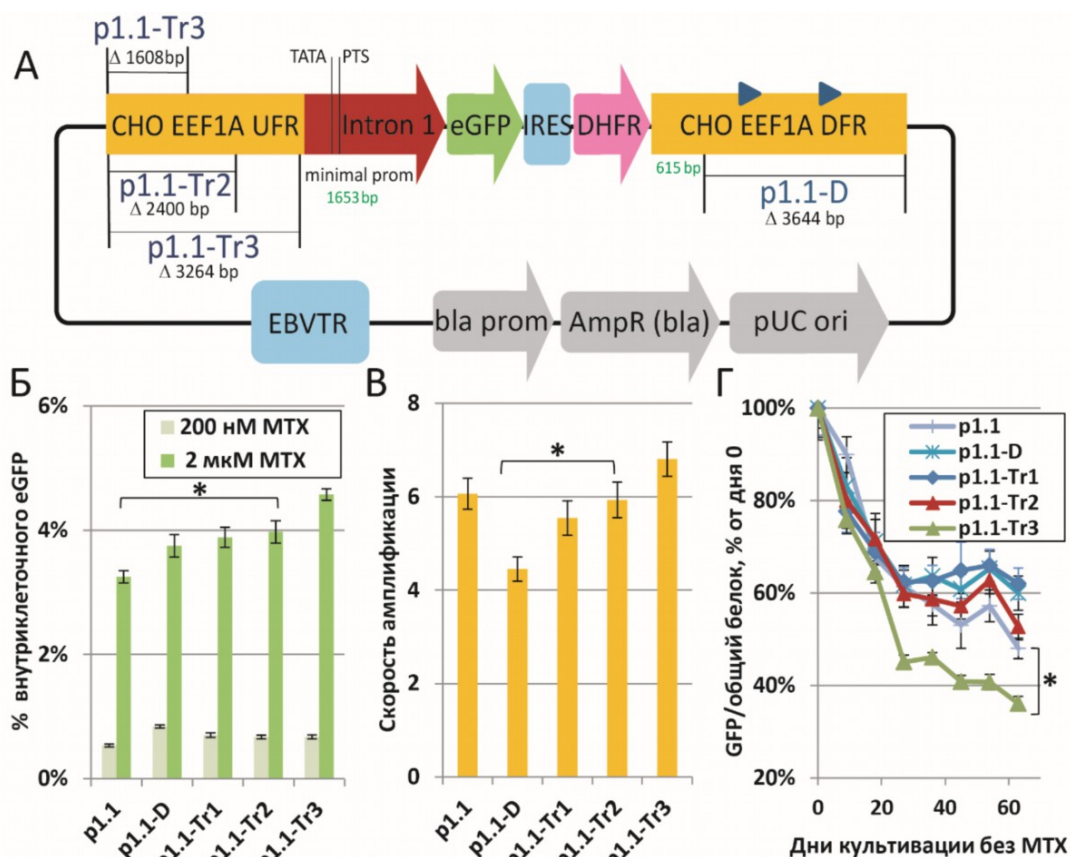 p1.1-Tr3
Δ 1608bp
А
TATA PTS
CHO EEF1A UFR
Intron 1
eGFP
IRES
DHFR
CHO EEF1A DFR
p1.1-Tr2
Δ 2400 bp
minimal prom
1653bp
615 bp
p1.1-D
Δ 3644 bp
p1.1-Tr3
Δ 3264 bp
EBVTR
bla prom
AmpR (bla)
pUC ori
Б
% внутриклеточного eGFP
6%
4%
2%
0%
200 нМ МТХ
2 мкМ МТХ
*
p1.1
p1.1-D
p1.1-Tr1
p1.1-Tr2
p1.1-Tr3
В
Скорость амплификации
8
6
4
2
0
*
p1.1
p1.1-D
p1.1-Tr1
p1.1-Tr2
p1.1-Tr3
Г
GFP/общий белок, % от дня 0
100%
80%
60%
40%
20%
p1.1
p1.1-D
p1.1-Tr1
p1.1-Tr2
p1.1-Tr3
*
0 20 40 60
Дни культивации без МТХ